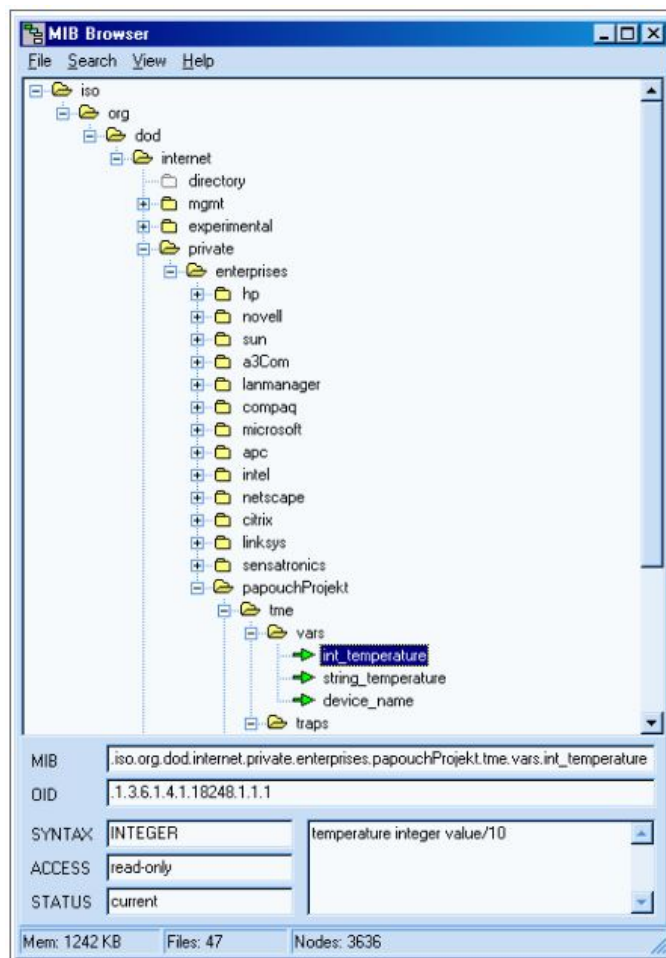 MIB Browser
File Search View Help
iso
org
dod
internet
directory
mgmt
experimental
private
enterprises
hp
novell
sun
a3Com
lanmanager
compaq
microsoft
apc
intel
netscape
citrix
linksys
sensatronics
papouchProjekt
tme
vars
int_temperature
string_temperature
device_name
traps
MIB .iso.org.dod.internet.private.enterprises.papouchProjekt.tme.vars.int_temperature
OID .1.3.6.1.4.1.18248.1.1.1
SYNTAX INTEGER temperature integer value/10
ACCESS read-only
STATUS current
Mem: 1242 KB Files: 47 Nodes: 3636